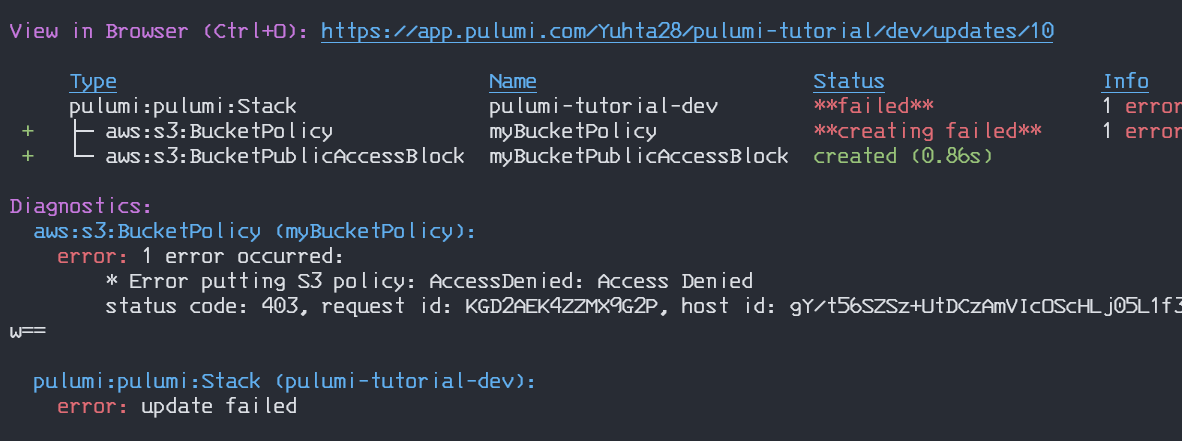 View in Browser (Ctrl+O): https://app.pulumi.com/Yuhta28/pulumi-tutorial/dev/updates/10
Type Name Status Info
pulumi:pulumi:Stack pulumi-tutorial-dev **failed** 1 error
+ ├─ aws:s3:BucketPolicy myBucketPolicy **creating failed** 1 error
+ └─ aws:s3:BucketPublicAccessBlock myBucketPublicAccessBlock created (0.86s)
Diagnostics:
aws:s3:BucketPolicy (myBucketPolicy):
error: 1 error occurred:
* Error putting S3 policy: AccessDenied: Access Denied
status code: 403, request id: KGD2AEK4ZZMX9G2P, host id: gY/t56SZSz+UtDCzAmVIcOScHLj05L1f3
w==
pulumi:pulumi:Stack (pulumi-tutorial-dev):
error: update failed